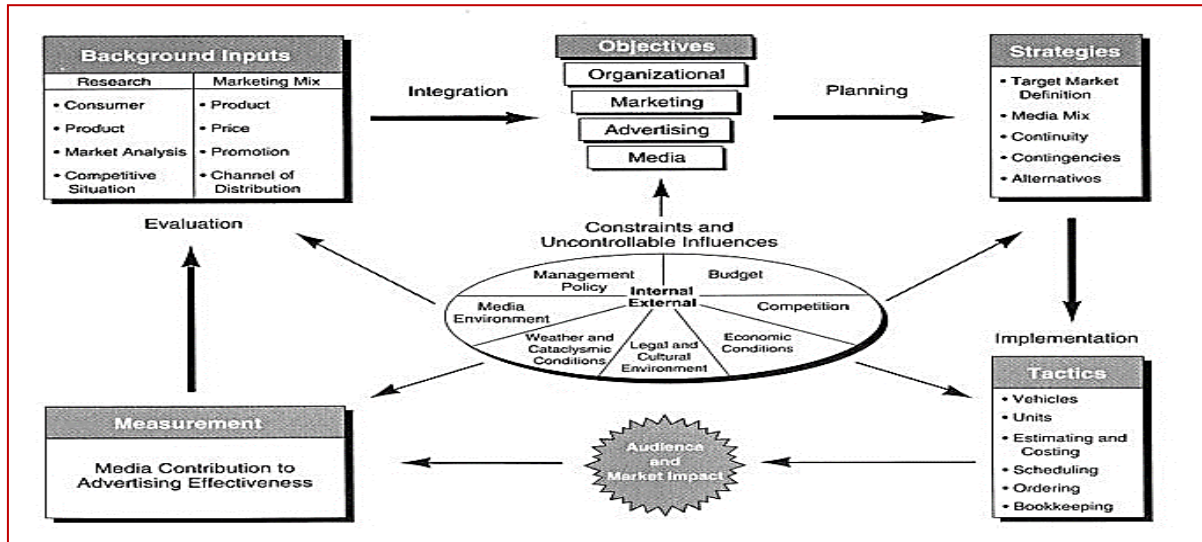 Background Inputs
Research
• Consumer
• Product
• Market Analysis
• Competitive
Situation
Marketing Mix
• Product
• Price
• Promotion
• Channel of
Distribution
Integration
Objectives
Organizational
Marketing
Advertising
Media
Planning
Strategies
• Target Market
Definition
• Media Mix
• Continuity
• Contingencies
• Alternatives
Evaluation
Constraints and
Uncontrollable Influences
Management
Policy
Budget
Internal
External
Media
Environment
Competition
Weather and
Cataclysmic
Conditions
Legal and
Cultural
Environment
Economic
Conditions
Implementation
Tactics
• Vehicles
• Units
• Estimating and
Costing
• Scheduling
• Ordering
• Bookkeeping
Audience
and
Market Impact
Measurement
Media Contribution to
Advertising Effectiveness